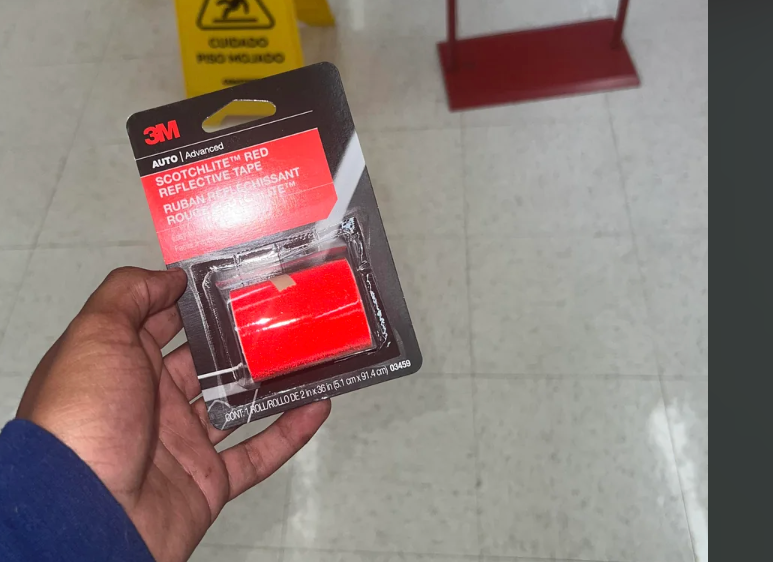 CUIDADO
PISO MOJADO
3M
AUTO | Advanced
SCOTCHLITE™ RED
REFLECTIVE TAPE
RUBAN RÉFLÉCHISSANT
ROUGE SCOTCHLITE™
CONT: 1 ROLL/ROLLO DE 2 in x 36 in (5.1 cm x 91.4 cm) 03459